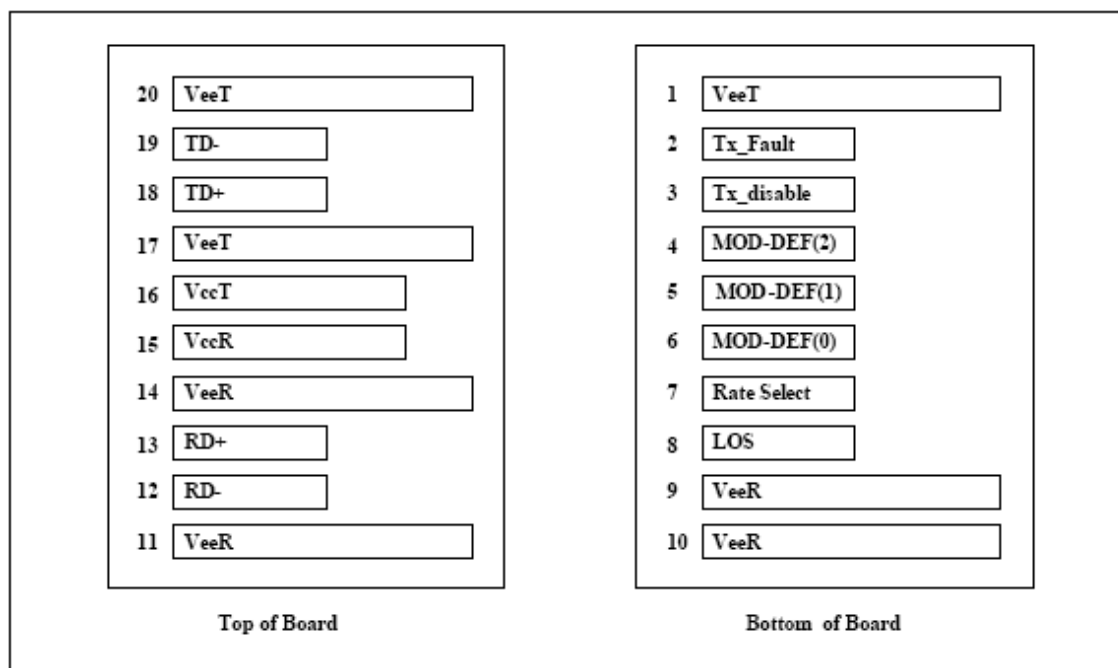 20 VeeT
19 TD-
18 TD+
17 VeeT
16 VccT
15 VccR
14 VeeR
13 RD+
12 RD-
11 VeeR
Top of Board
1 VeeT
2 Tx_Fault
3 Tx_disable
4 MOD-DEF(2)
5 MOD-DEF(1)
6 MOD-DEF(0)
7 Rate Select
8 LOS
9 VeeR
10 VeeR
Bottom of Board